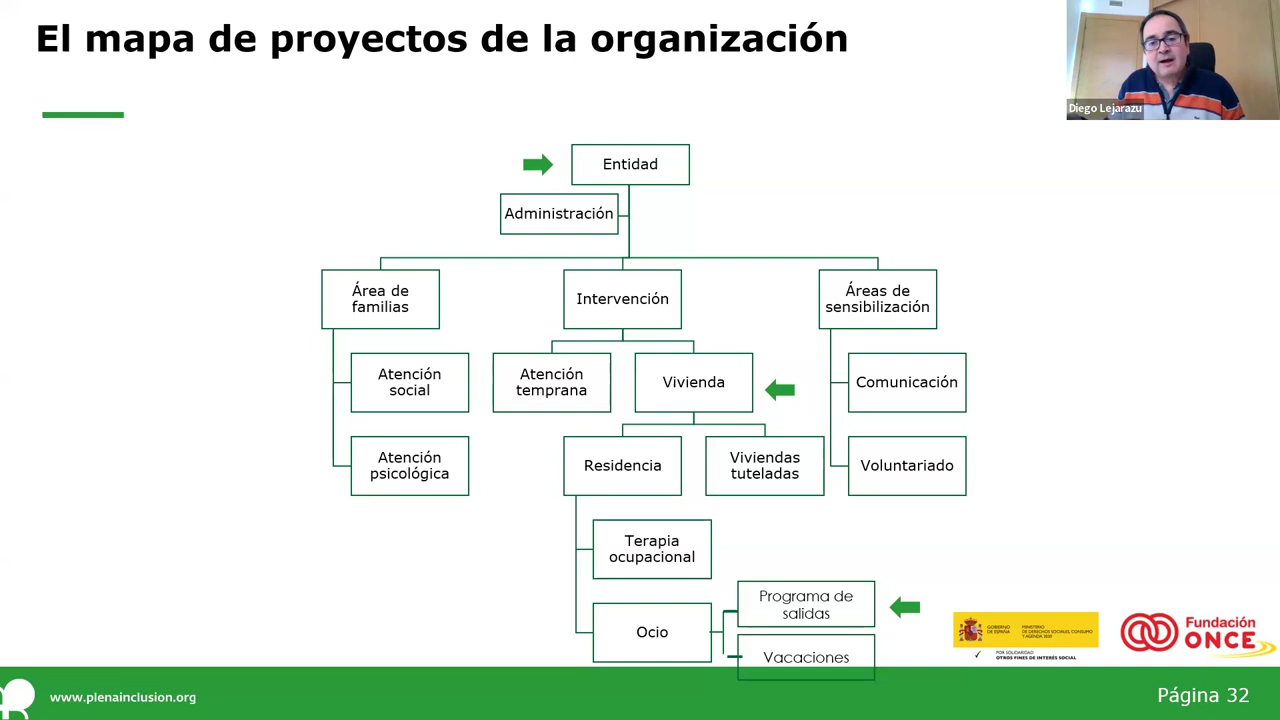 El mapa de proyectos de la organización
Diego Lejarazu
Entidad
Administración
Área de
familias
Intervención
Áreas de
sensibilización
Atención
social
Atención
temprana
Vivienda
Comunicación
Atención
psicológica
Residencia
Viviendas
tuteladas
Voluntariado
Terapia
ocupacional
Programa de
salidas
Ocio
Vacaciones
GOBIERNO
DE ESPAÑA
MINISTERIO
DE DERECHOS SOCIALES, CONSUMO
Y AGENDA 2030
POR SOLIDARIDAD
OTROS FINES DE INTERÉS SOCIAL
Fundación
ONCE
www.plenainclusion.org
Página 32